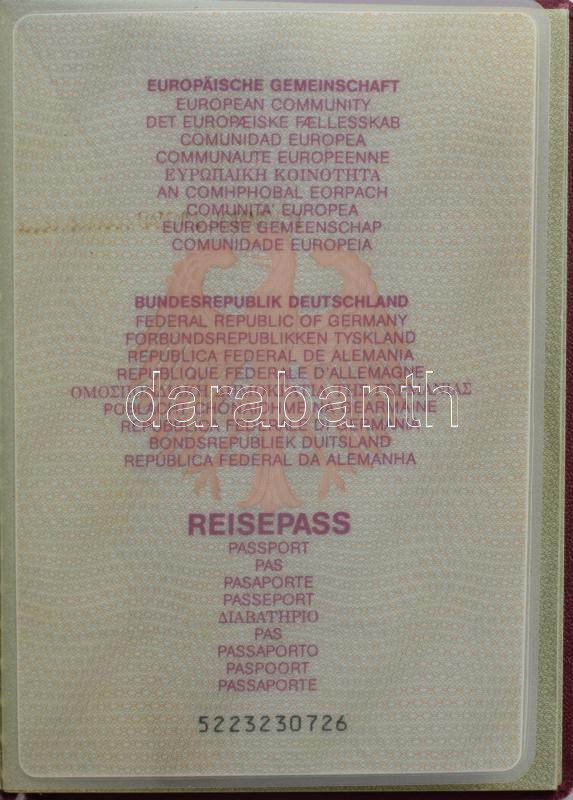 EUROPÄISCHE GEMEINSCHAFT
EUROPEAN COMMUNITY
DET EUROPÆISKE FÆLLESSKAB
COMUNIDAD EUROPEA
COMMUNAUTE EUROPEENNE
ΕΥΡΩΠΑΙΚΗ ΚΟΙΝΟΤΗΤΑ
AN COMHPHOBAL EORPACH
COMUNITA' EUROPEA
EUROPESE GEMEENSCHAP
COMUNIDADE EUROPEIA
BUNDESREPUBLIK DEUTSCHLAND
FEDERAL REPUBLIC OF GERMANY
FORBUNDSREPUBLIKKEN TYSKLAND
REPUBLICA FEDERAL DE ALEMANIA
REPUBLIQUE FEDERALE D'ALLEMAGNE
darabanth
BONDSREPUBLIEK DUITSLAND
REPÚBLICA FEDERAL DA ALEMANHA
REISEPASS
PASSPORT
PAS
PASAPORTE
PASSEPORT
ΔΙΑΒΑΤΗΡΙΟ
PAS
PASSAPORTO
PASPOORT
PASSAPORTE
5223230726